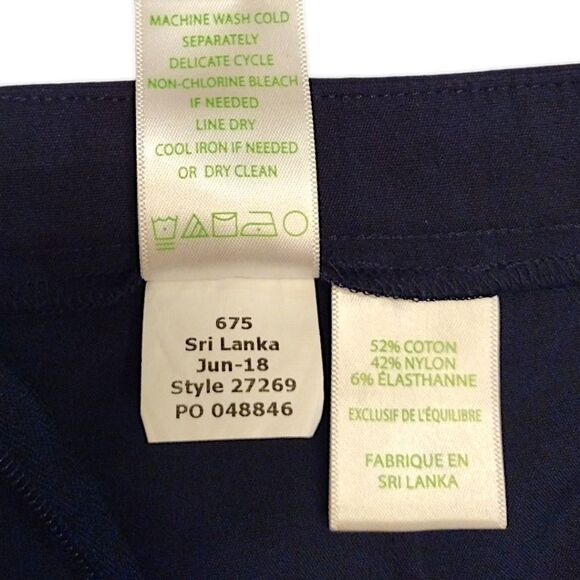 MACHINE WASH COLD
SEPARATELY
DELICATE CYCLE
NON-CHLORINE BLEACH
IF NEEDED
LINE DRY
COOL IRON IF NEEDED
OR DRY CLEAN
675
Sri Lanka
Jun-18
Style 27269
PO 048846
52% COTON
42% NYLON
6% ÉLASTHANNE
EXCLUSIF DE L'ÉQUILIBRE
FABRIQUE EN
SRI LANKA